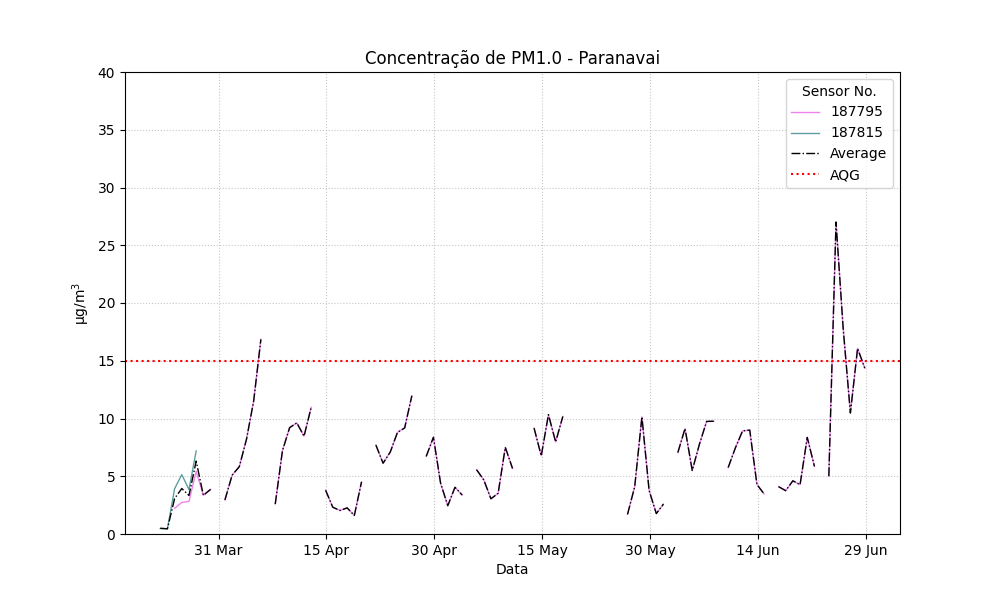 Concentração de PM1.0 - Paranavai
40
35
30
25
20
15
10
5
0
µg/m³
Sensor No.
187795
187815
Average
AQG
31 Mar
15 Apr
30 Apr
15 May
30 May
14 Jun
29 Jun
Data